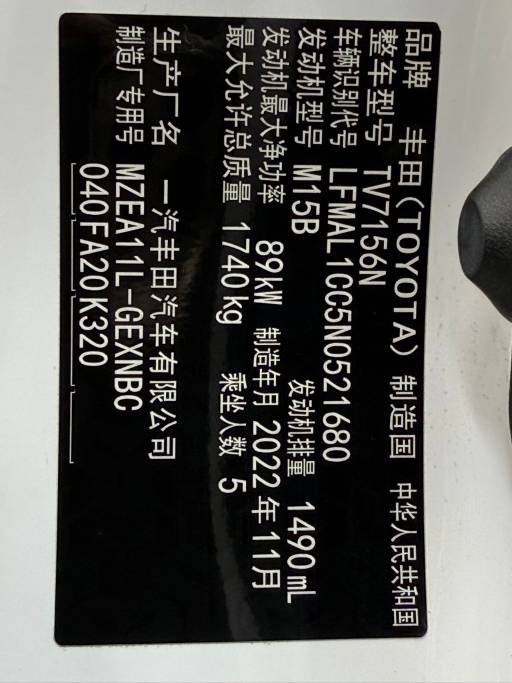 品牌 丰田(TOYOTA) 制造国 中华人民共和国
整车型号 TV7156N
车辆识别代号 LFMAL1CC5N0521680
发动机型号 M15B 发动机排量 1490mL
发动机最大净功率 89kW 制造年月 2022年11月
最大允许总质量 1740kg 乘坐人数 5
生产厂名 一汽丰田汽车有限公司
制造厂专用号 MZEA11L-GEXNBC
040FA20K320